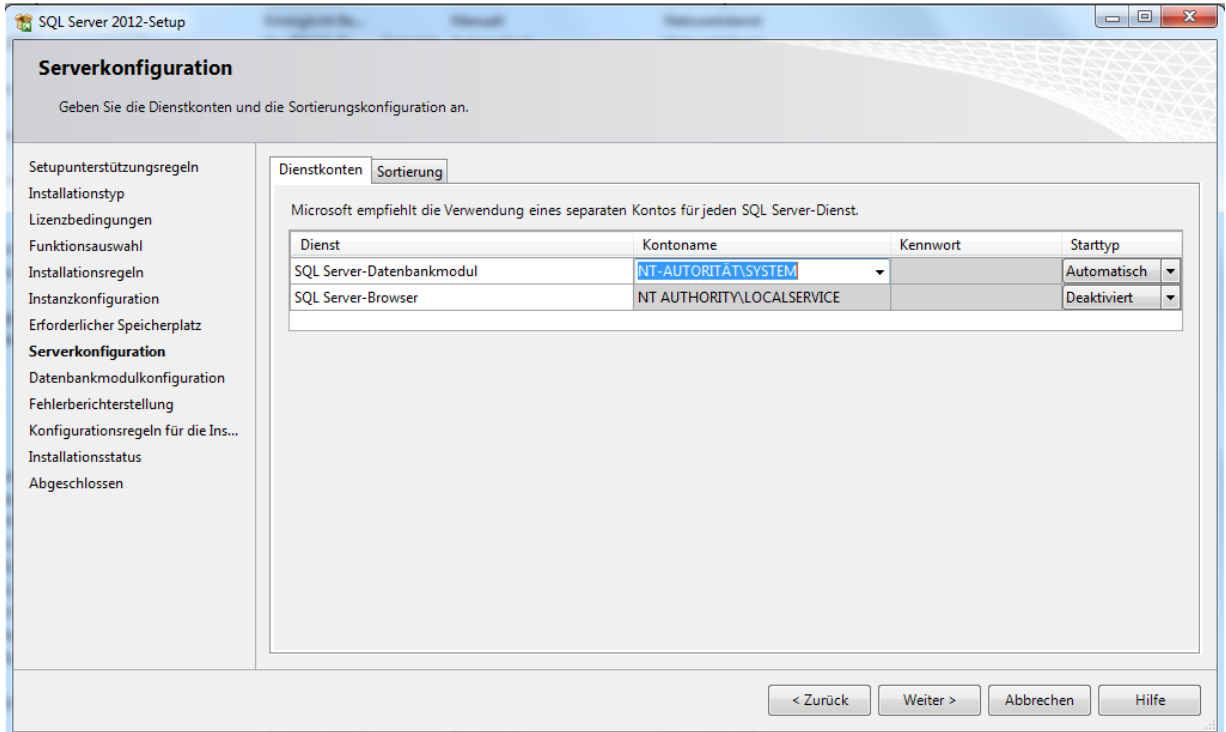 SQL Server 2012-Setup
Serverkonfiguration
Geben Sie die Dienstkonten und die Sortierungskonfiguration an.
Setupunterstützungsregeln
Installationstyp
Lizenzbedingungen
Funktionsauswahl
Installationsregeln
Instanzkonfiguration
Erforderlicher Speicherplatz
Serverkonfiguration
Datenbankmodulkonfiguration
Fehlerberichterstellung
Konfigurationsregeln für die Ins...
Installationsstatus
Abgeschlossen
Dienstkonten Sortierung
Microsoft empfiehlt die Verwendung eines separaten Kontos für jeden SQL Server-Dienst.
Dienst Kontoname Kennwort Starttyp
SQL Server-Datenbankmodul NT-AUTORITÄT\SYSTEM Automatisch
SQL Server-Browser NT AUTHORITY\LOCALSERVICE Deaktiviert
< Zurück Weiter > Abbrechen Hilfe